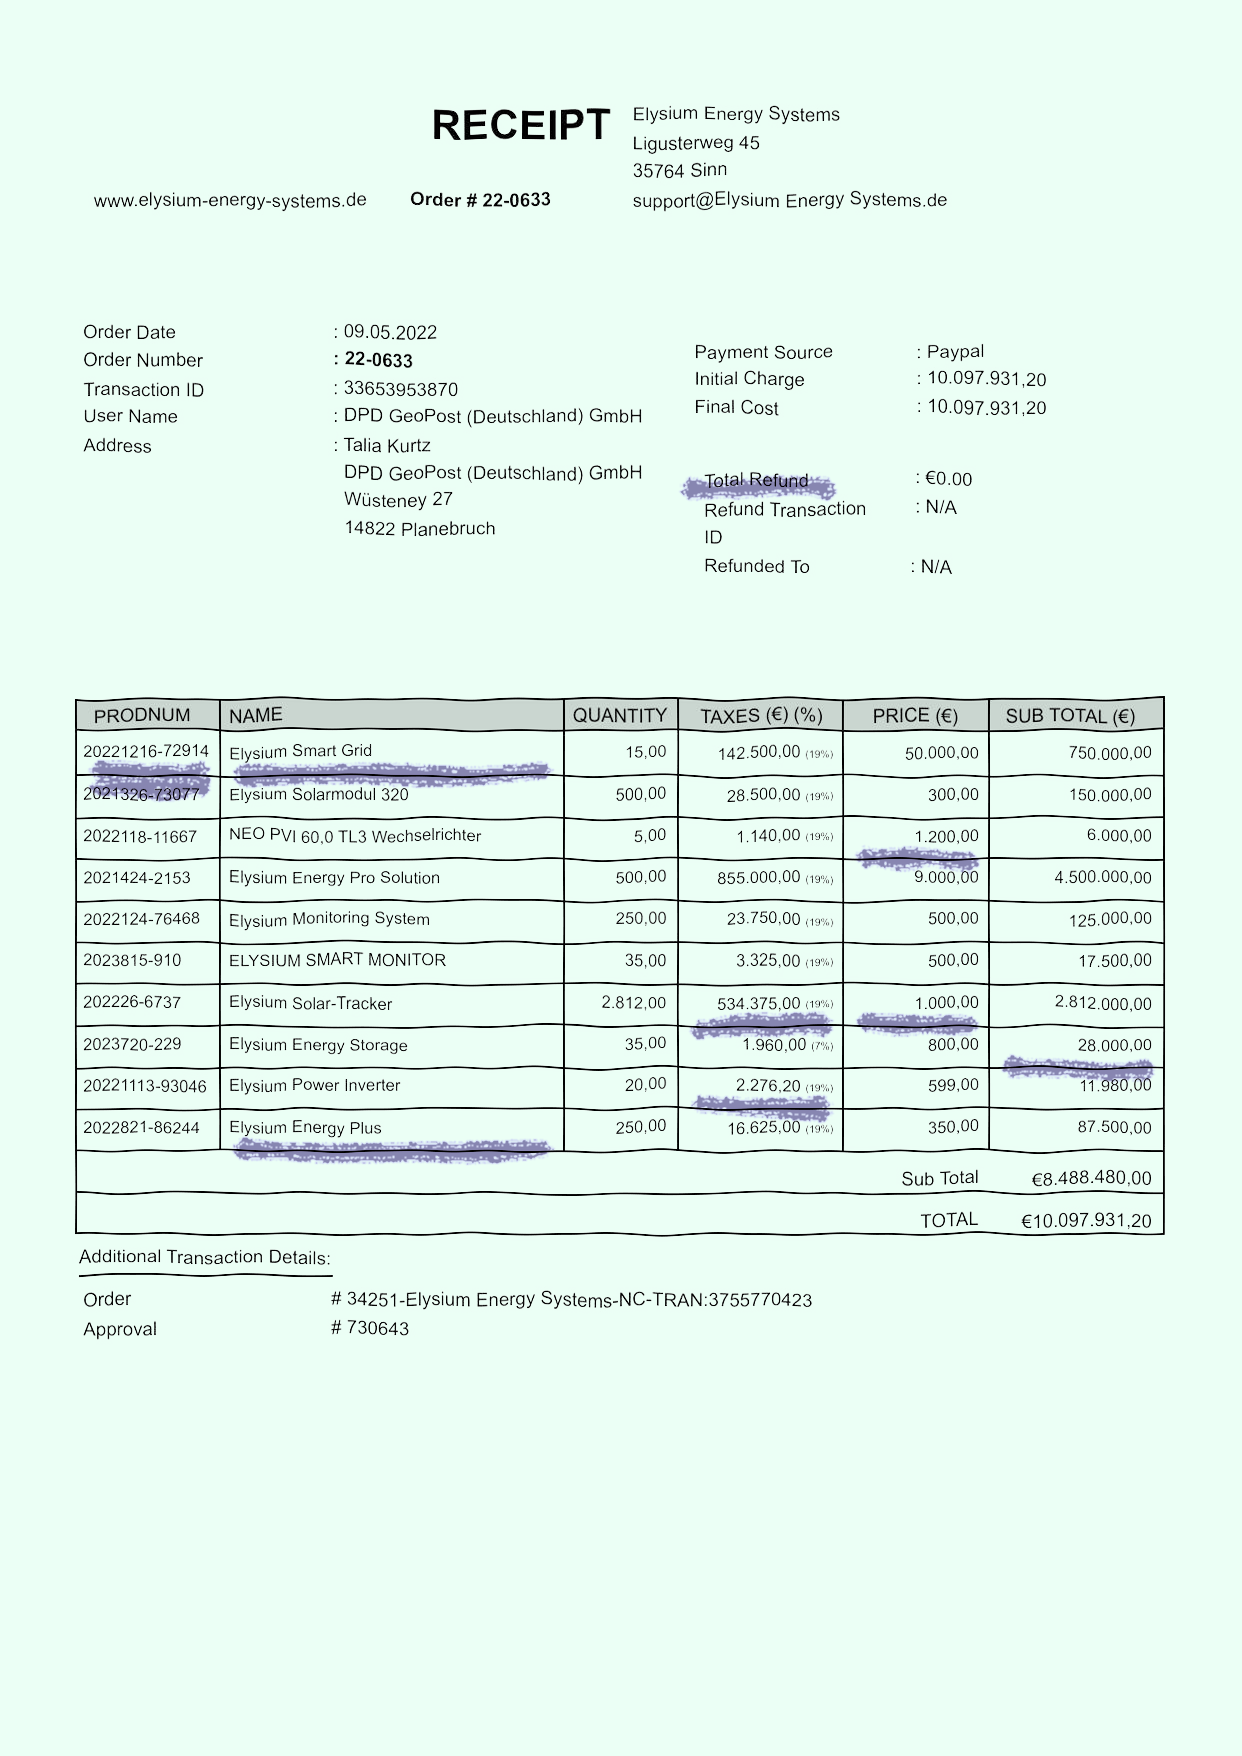 RECEIPT
Elysium Energy Systems
Ligusterweg 45
35764 Sinn
www.elysium-energy-systems.de Order # 22-0633 support@Elysium Energy Systems.de
Order Date : 09.05.2022
Order Number : 22-0633
Transaction ID : 33653953870
User Name : DPD GeoPost (Deutschland) GmbH
Address : Talia Kurtz
DPD GeoPost (Deutschland) GmbH
Wüsteney 27
14822 Planebruch
Payment Source : Paypal
Initial Charge : 10.097.931,20
Final Cost : 10.097.931,20
Total Refund : €0.00
Refund Transaction : N/A
ID
Refunded To : N/A
PRODNUM NAME QUANTITY TAXES (€) (%) PRICE (€) SUB TOTAL (€)
20221216-72914 Elysium Smart Grid 15,00 142.500,00 (19%) 50.000,00 750.000,00
2021326-73077 Elysium Solarmodul 320 500,00 28.500,00 (19%) 300,00 150.000,00
2022118-11667 NEO PVI 60,0 TL3 Wechselrichter 5,00 1.140,00 (19%) 1.200,00 6.000,00
2021424-2153 Elysium Energy Pro Solution 500,00 855.000,00 (19%) 9.000,00 4.500.000,00
2022124-76468 Elysium Monitoring System 250,00 23.750,00 (19%) 500,00 125.000,00
2023815-910 ELYSIUM SMART MONITOR 35,00 3.325,00 (19%) 500,00 17.500,00
202226-6737 Elysium Solar-Tracker 2.812,00 534.375,00 (19%) 1.000,00 2.812.000,00
2023720-229 Elysium Energy Storage 35,00 1.960,00 (7%) 800,00 28.000,00
20221113-93046 Elysium Power Inverter 20,00 2.276,20 (19%) 599,00 11.980,00
2022821-86244 Elysium Energy Plus 250,00 16.625,00 (19%) 350,00 87.500,00
Sub Total €8.488.480,00
TOTAL €10.097.931,20
Additional Transaction Details:
Order # 34251-Elysium Energy Systems-NC-TRAN:3755770423
Approval # 730643